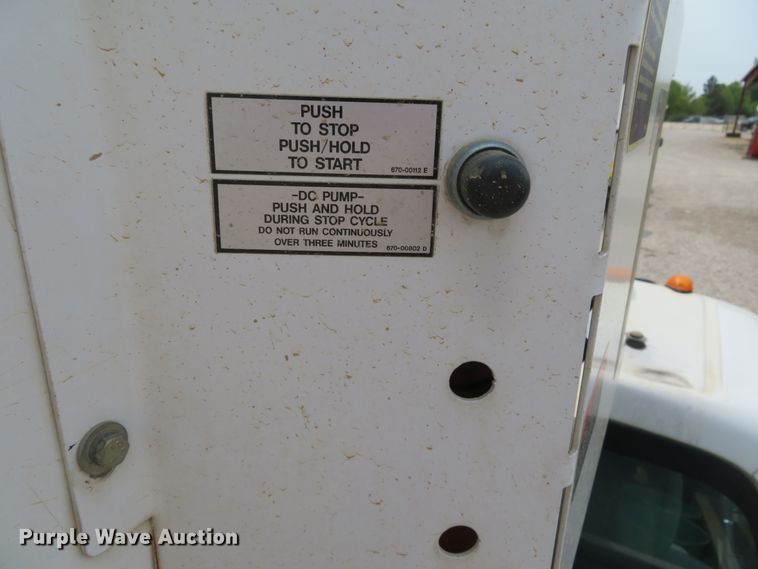 PUSH
TO STOP
PUSH/HOLD
TO START
670-00112 E
-DC PUMP-
PUSH AND HOLD
DURING STOP CYCLE
DO NOT RUN CONTINUOUSLY
OVER THREE MINUTES
670-00902 D
Purple Wave Auction